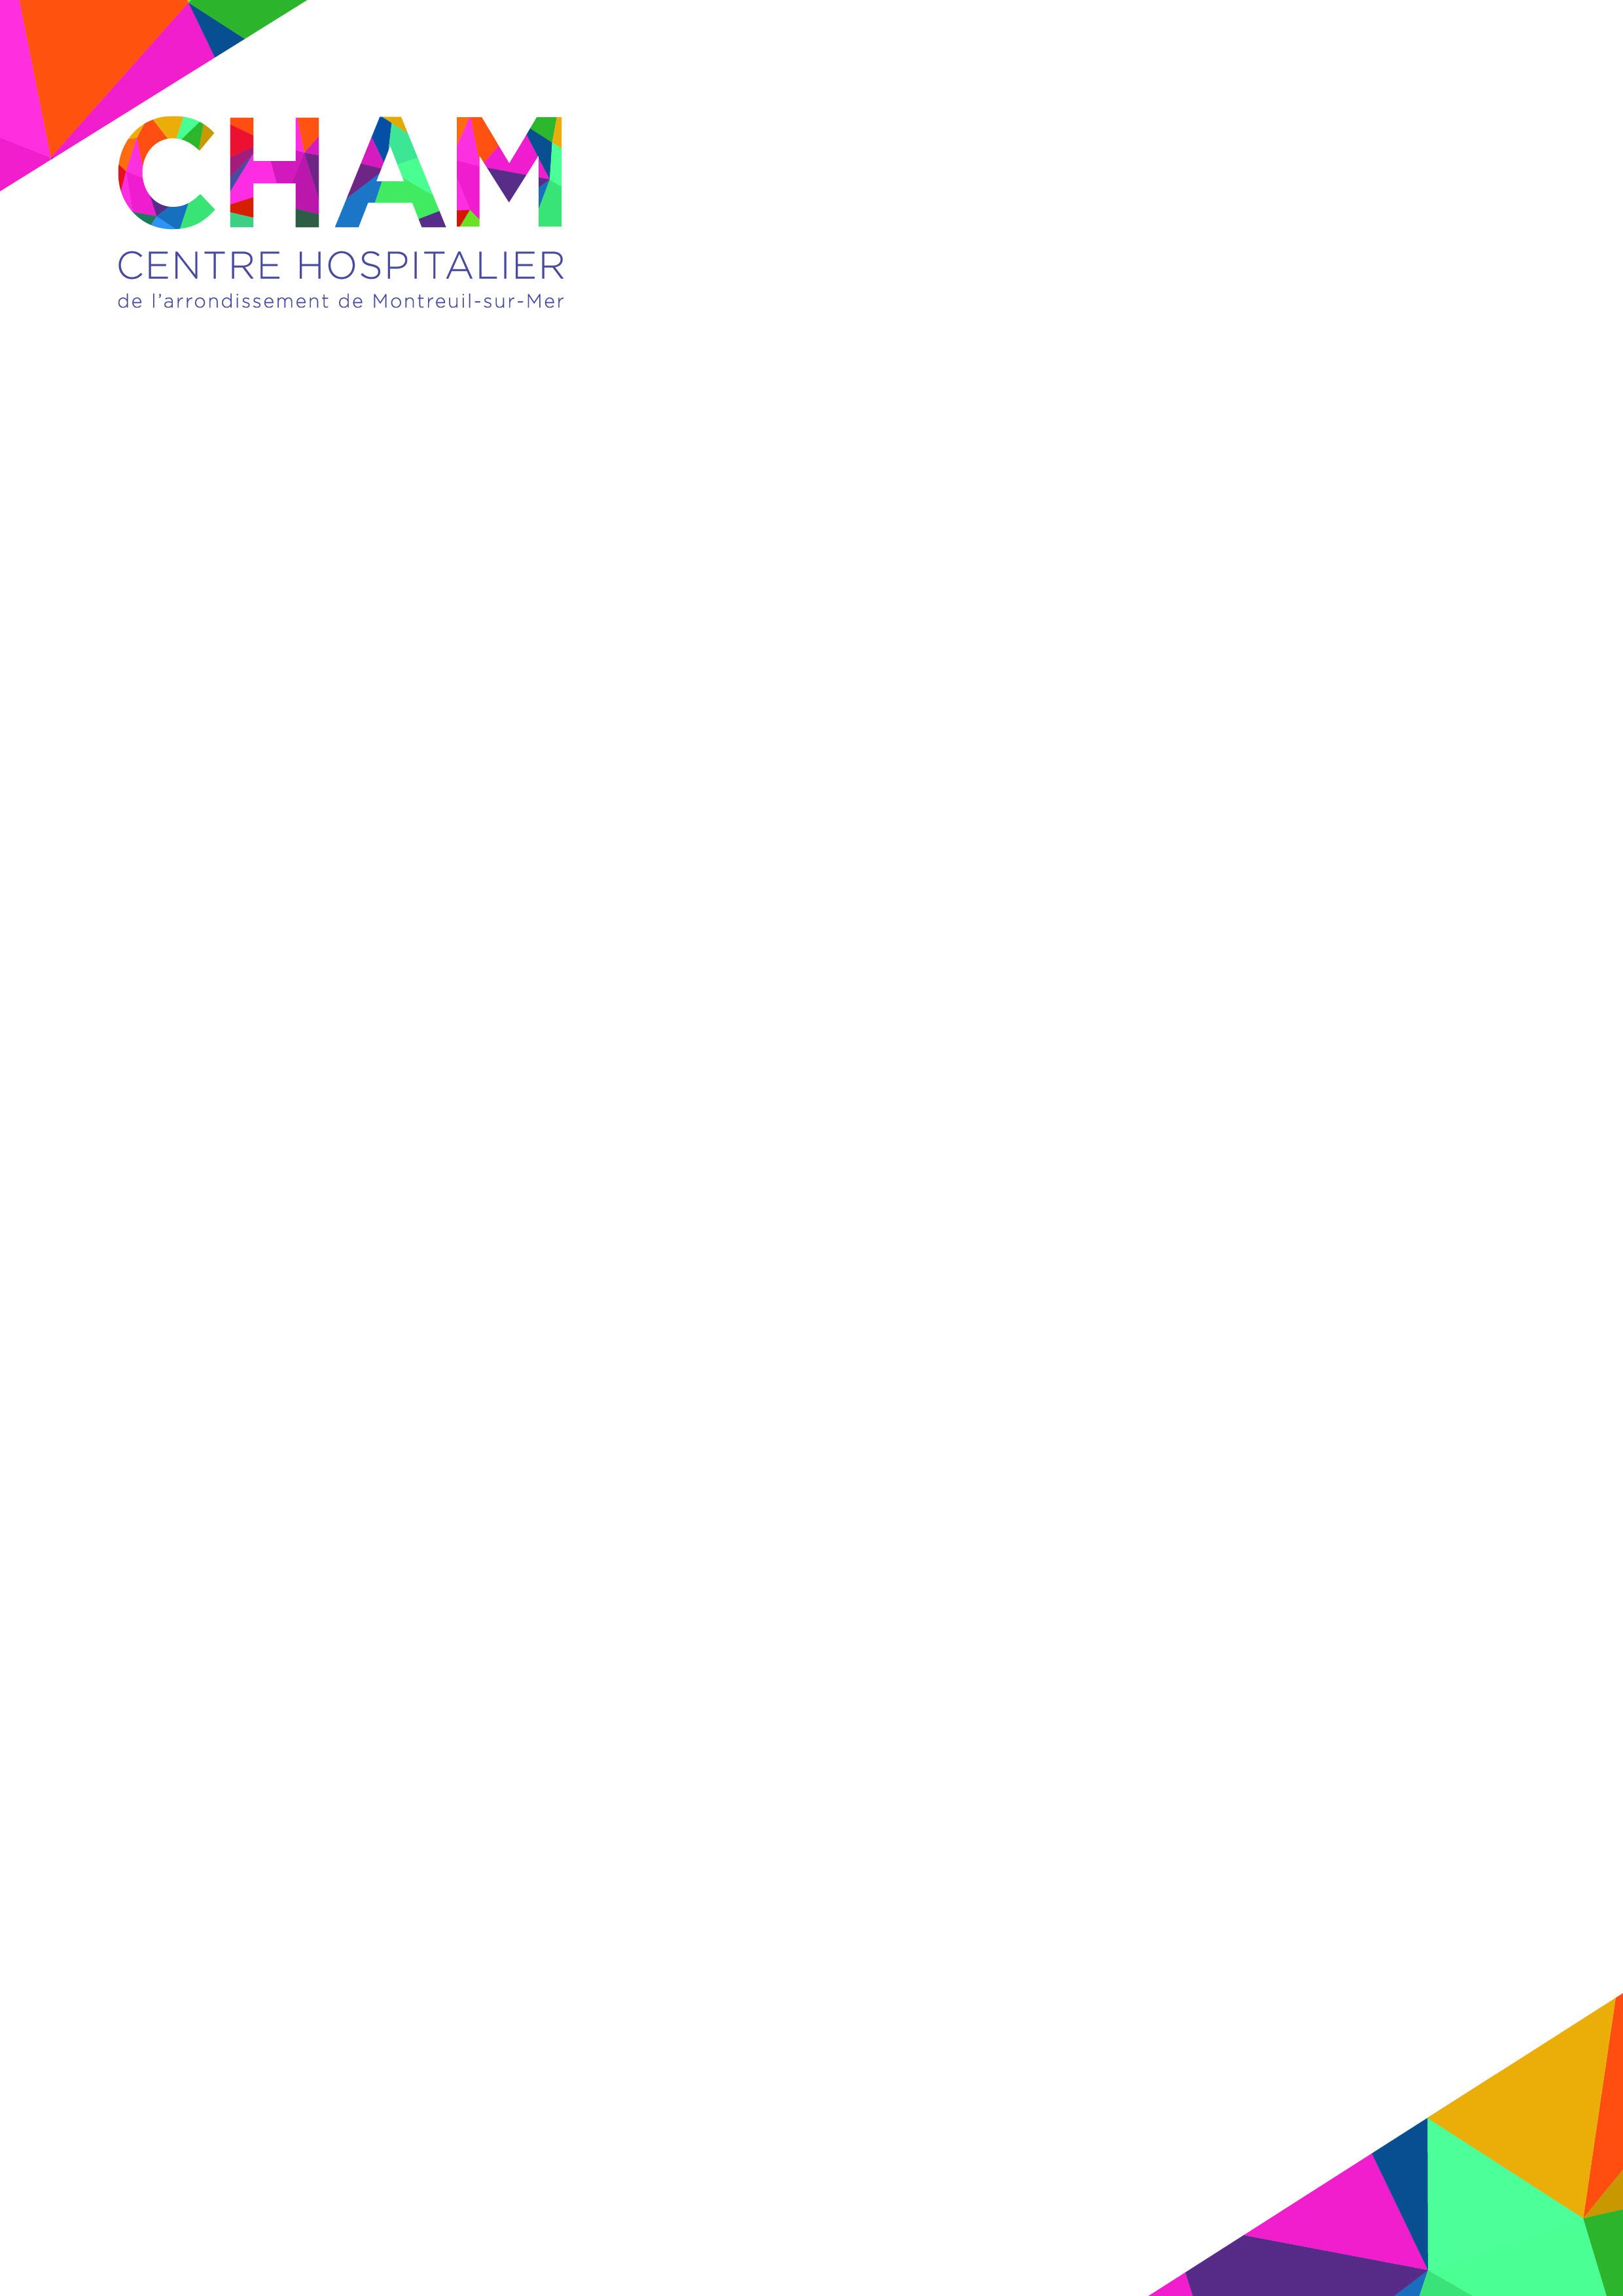 CHAM
CENTRE HOSPITALIER
de l’arrondissement de Montreuil-sur-Mer